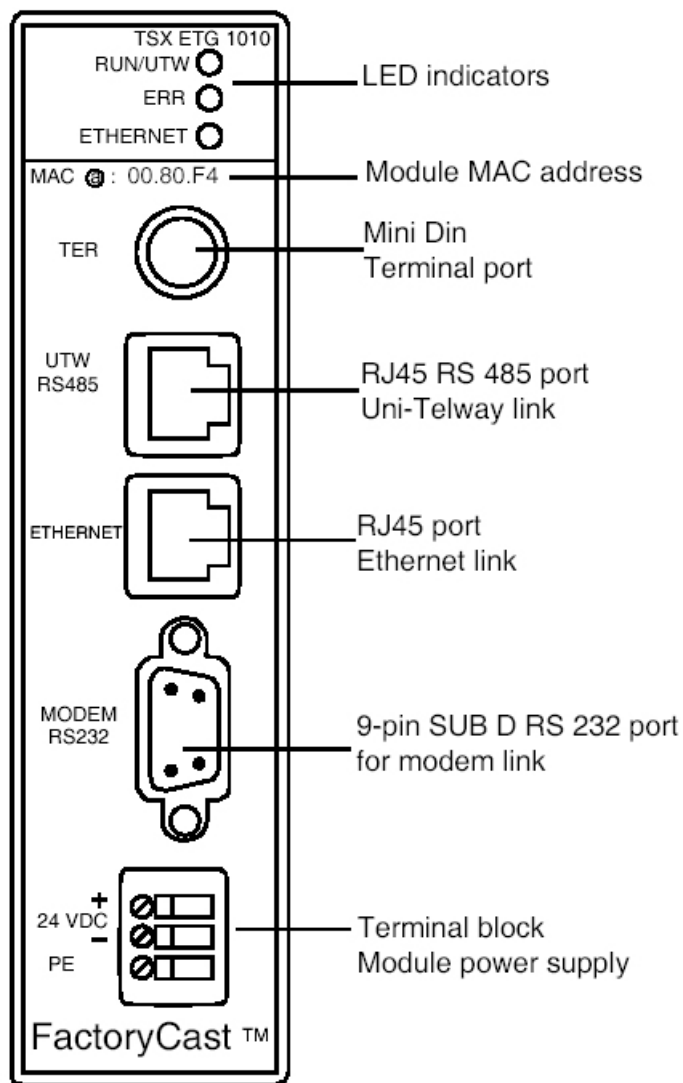 TSX ETG 1010
RUN/UTW
ERR
ETHERNET
LED indicators
MAC @ : 00.80.F4
Module MAC address
TER
Mini Din
Terminal port
UTW
RS485
RJ45 RS 485 port
Uni-Telway link
ETHERNET
RJ45 port
Ethernet link
MODEM
RS232
9-pin SUB D RS 232 port
for modem link
+
24 VDC
–
PE
Terminal block
Module power supply
FactoryCast ™